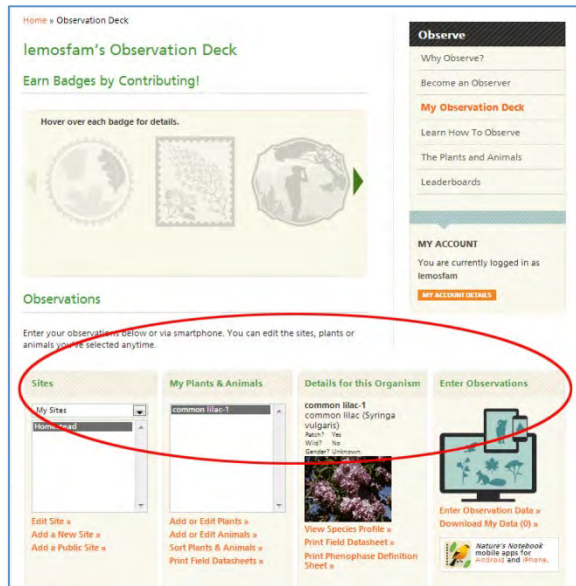 Home » Observation Deck
lemosfam's Observation Deck
Earn Badges by Contributing!
Hover over each badge for details.
Observations
Enter your observations below or via smartphone. You can edit the sites, plants or
animals you've selected anytime.
Sites
My Sites
Homestead
Edit Site »
Add a New Site »
Add a Public Site »
My Plants & Animals
common lilac-1
Add or Edit Plants »
Add or Edit Animals »
Sort Plants & Animals »
Print Field Datasheets »
Details for this Organism
common lilac-1
common lilac (Syringa
vulgaris)
Patch? Yes
Wild? No
Gender? Unknown
View Species Profile »
Print Field Datasheet »
Print Phenophase Definition
Sheet »
Enter Observations
Enter Observation Data »
Download My Data (0) »
Nature's Notebook
mobile apps for
Android and iPhone.
Observe
Why Observe?
Become an Observer
My Observation Deck
Learn How To Observe
The Plants and Animals
Leaderboards
MY ACCOUNT
You are currently logged in as
lemosfam
MY ACCOUNT DETAILS